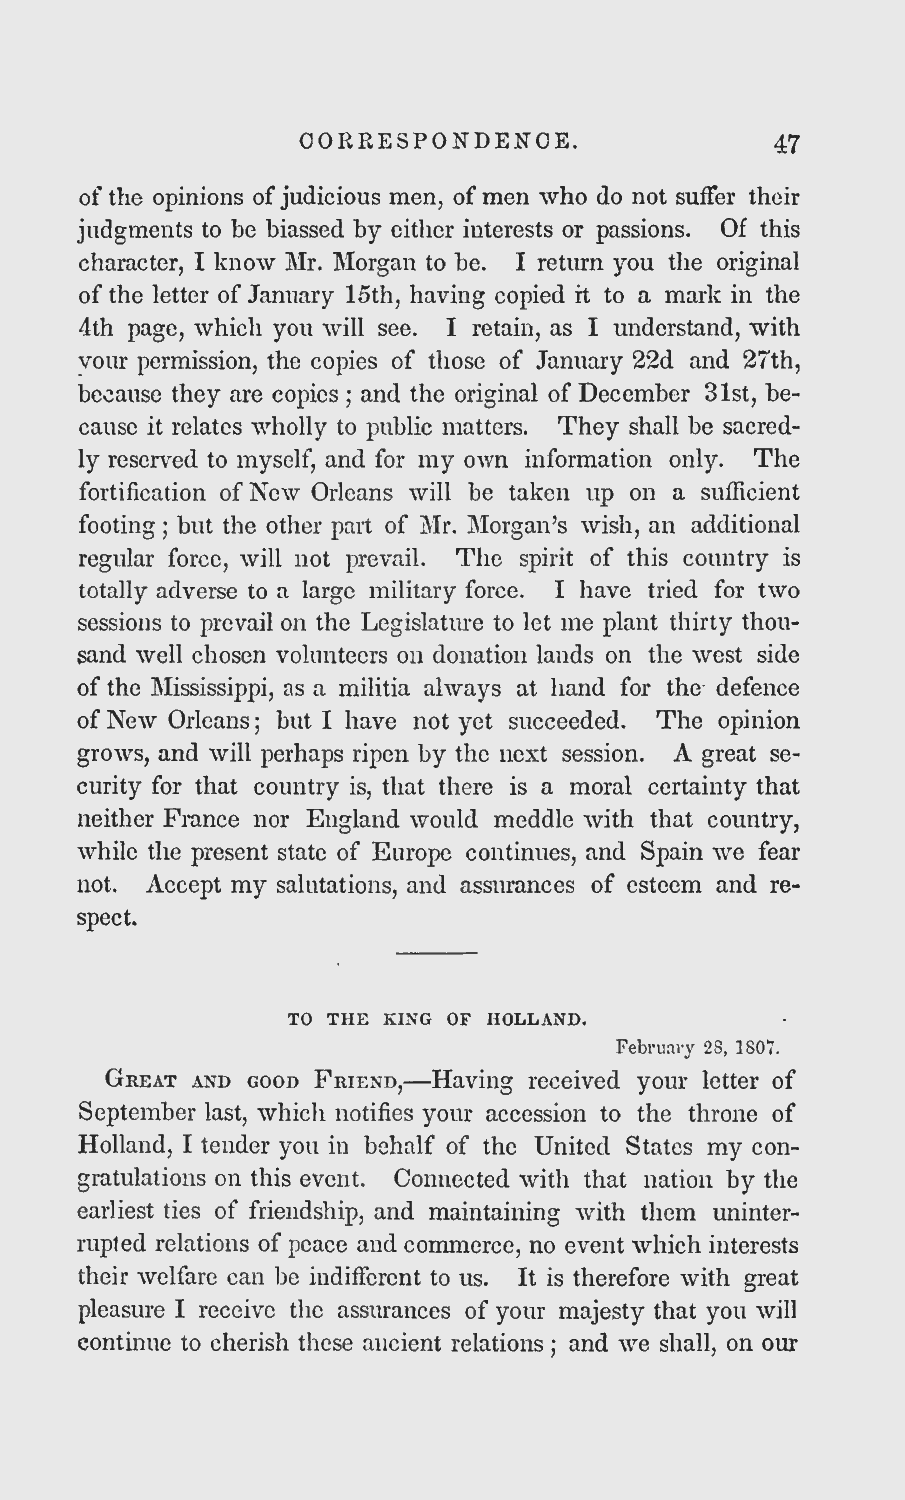 CORRESPONDENCE. 47
of the opinions of judicious men, of men who do not suffer their
judgments to be biassed by either interests or passions. Of this
character, I know Mr. Morgan to be. I return you the original
of the letter of January 15th, having copied it to a mark in the
4th page, which you will see. I retain, as I understand, with
your permission, the copies of those of January 22d and 27th,
because they are copies; and the original of December 31st, be-
cause it relates wholly to public matters. They shall be sacred-
ly reserved to myself, and for my own information only. The
fortification of New Orleans will be taken up on a sufficient
footing; but the other part of Mr. Morgan's wish, an additional
regular force, will not prevail. The spirit of this country is
totally adverse to a large military force. I have tried for two
sessions to prevail on the Legislature to let me plant thirty thou-
sand well chosen volunteers on donation lands on the west side
of the Mississippi, as a militia always at hand for the defence
of New Orleans; but I have not yet succeeded. The opinion
grows, and will perhaps ripen by the next session. A great se-
curity for that country is, that there is a moral certainty that
neither France nor England would meddle with that country,
while the present state of Europe continues, and Spain we fear
not. Accept my salutations, and assurances of esteem and re-
spect.
TO THE KING OF HOLLAND.
February 28, 1807.
GREAT AND GOOD FRIEND,—Having received your letter of
September last, which notifies your accession to the throne of
Holland, I tender you in behalf of the United States my con-
gratulations on this event. Connected with that nation by the
earliest ties of friendship, and maintaining with them uninter-
rupted relations of peace and commerce, no event which interests
their welfare can be indifferent to us. It is therefore with great
pleasure I receive the assurances of your majesty that you will
continue to cherish these ancient relations; and we shall, on our